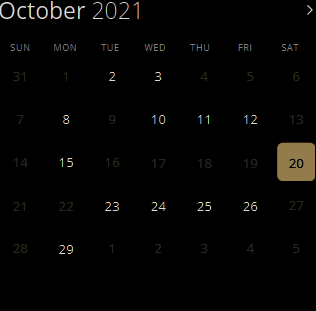 October 2021
SUN MON TUE WED THU FRI SAT
31 1 2 3 4 5 6
7 8 9 10 11 12 13
14 15 16 17 18 19 20
21 22 23 24 25 26 27
28 29 1 2 3 4 5